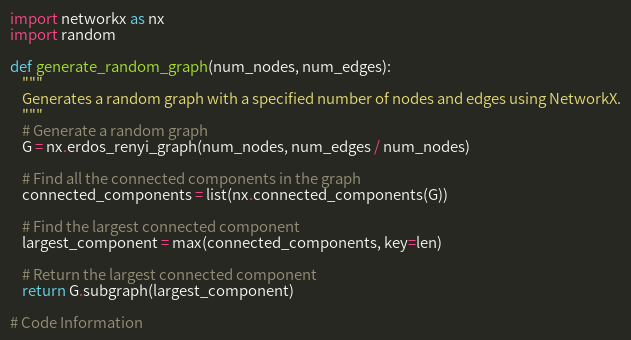 import networkx as nx
import random
def generate_random_graph(num_nodes, num_edges):
"""
Generates a random graph with a specified number of nodes and edges using NetworkX.
"""
# Generate a random graph
G = nx.erdos_renyi_graph(num_nodes, num_edges / num_nodes)
# Find all the connected components in the graph
connected_components = list(nx.connected_components(G))
# Find the largest connected component
largest_component = max(connected_components, key=len)
# Return the largest connected component
return G.subgraph(largest_component)
# Code Information